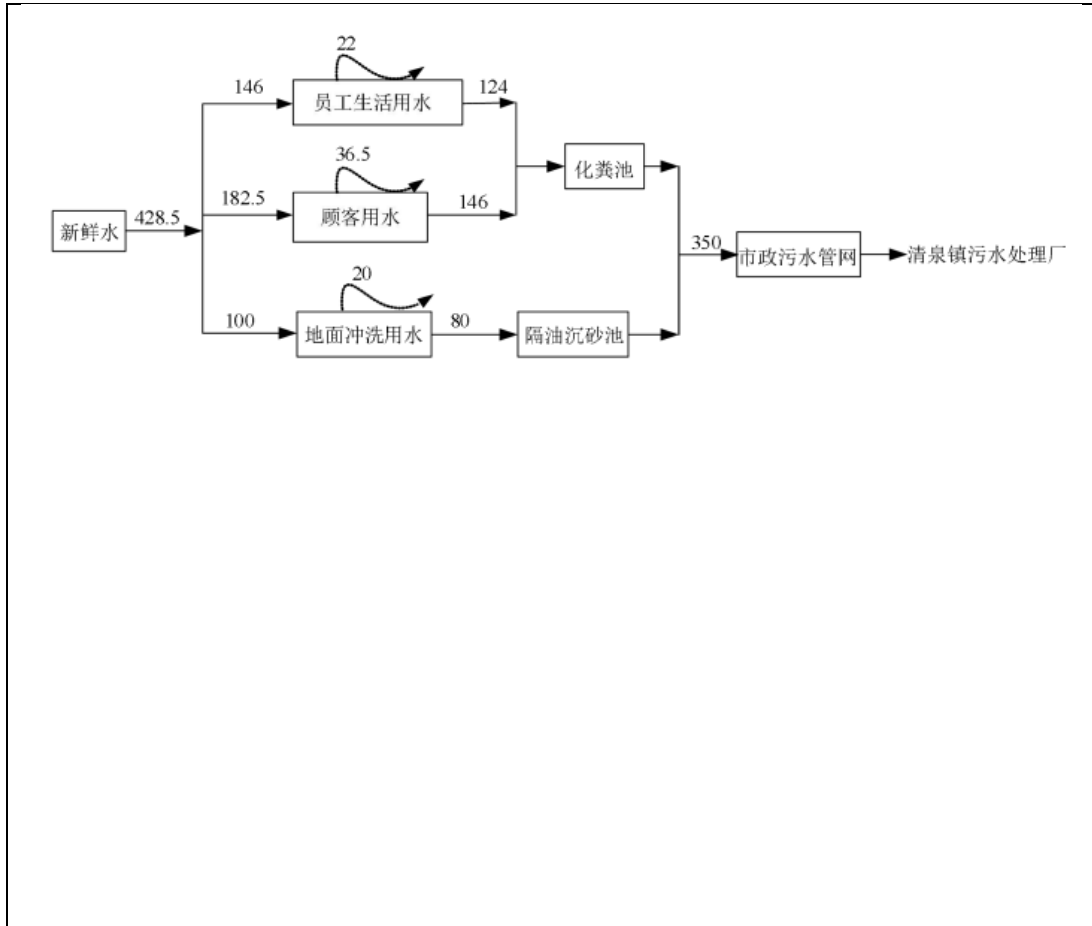 22
146
员工生活用水
124
36.5
化粪池
182.5
顾客用水
146
新鲜水
428.5
350
市政污水管网
清泉镇污水处理厂
20
100
地面冲洗用水
80
隔油沉砂池